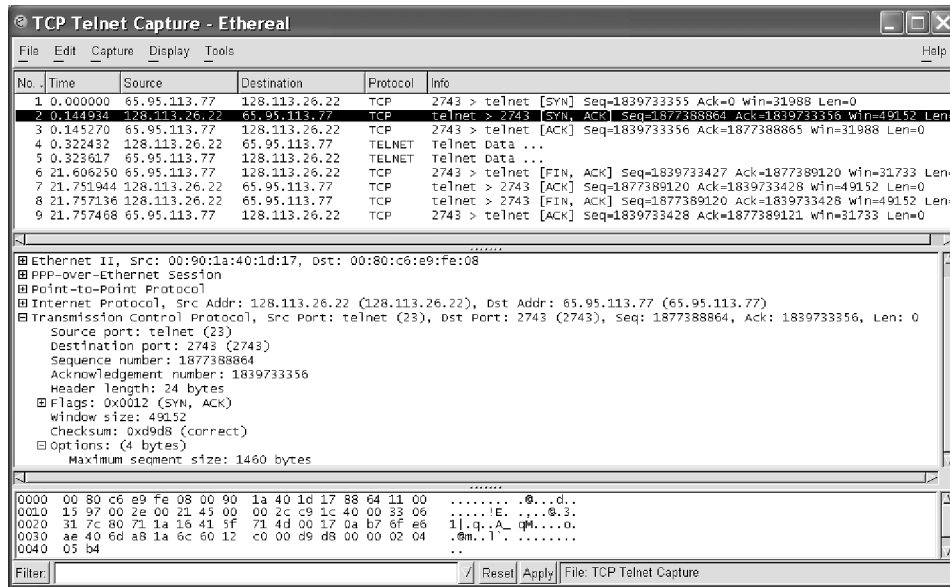 TCP Telnet Capture - Ethereal
File Edit Capture Display Tools Help
No. . Time Source Destination Protocol Info
1 0.000000 65.95.113.77 128.113.26.22 TCP 2743 > telnet [SYN] Seq=1839733355 Ack=0 Win=31988 Len=0
2 0.144934 128.113.26.22 65.95.113.77 TCP telnet > 2743 [SYN, ACK] Seq=1877388864 Ack=1839733356 Win=49152 Len=
3 0.145270 65.95.113.77 128.113.26.22 TCP 2743 > telnet [ACK] Seq=1839733356 Ack=1877388865 Win=31988 Len=0
4 0.322432 128.113.26.22 65.95.113.77 TELNET Telnet Data ...
5 0.323617 65.95.113.77 128.113.26.22 TELNET Telnet Data ...
6 21.606250 65.95.113.77 128.113.26.22 TCP 2743 > telnet [FIN, ACK] Seq=1839733427 Ack=1877389120 Win=31733 Len=
7 21.751944 128.113.26.22 65.95.113.77 TCP telnet > 2743 [ACK] Seq=1877389120 Ack=1839733428 Win=49152 Len=0
8 21.757136 128.113.26.22 65.95.113.77 TCP telnet > 2743 [FIN, ACK] Seq=1877389120 Ack=1839733428 Win=49152 Len=
9 21.757468 65.95.113.77 128.113.26.22 TCP 2743 > telnet [ACK] Seq=1839733428 Ack=1877389121 Win=31733 Len=0
Ethernet II, Src: 00:90:1a:40:1d:17, Dst: 00:80:c6:e9:fe:08
PPP-over-Ethernet Session
Point-to-Point Protocol
Internet Protocol, Src Addr: 128.113.26.22 (128.113.26.22), Dst Addr: 65.95.113.77 (65.95.113.77)
Transmission Control Protocol, Src Port: telnet (23), Dst Port: 2743 (2743), Seq: 1877388864, Ack: 1839733356, Len: 0
Source port: telnet (23)
Destination port: 2743 (2743)
Sequence number: 1877388864
Acknowledgement number: 1839733356
Header length: 24 bytes
Flags: 0x0012 (SYN, ACK)
Window size: 49152
Checksum: 0xd9d8 (correct)
Options: (4 bytes)
Maximum segment size: 1460 bytes
0000 00 80 c6 e9 fe 08 00 90 1a 40 1d 17 88 64 11 00 ........ .@...d..
0010 15 97 00 2e 00 21 45 00 00 2c c9 1c 40 00 33 06 .....!E. .,..@.3.
0020 31 7c 80 71 1a 16 41 5f 71 4d 00 17 0a b7 6f e6 1|.q..A_ qM....o.
0030 ae 40 6d a8 1a 6c 60 12 c0 00 d9 d8 00 00 02 04 .@m..l`. ........
0040 05 b4 ..
Filter: / Reset Apply File: TCP Telnet Capture